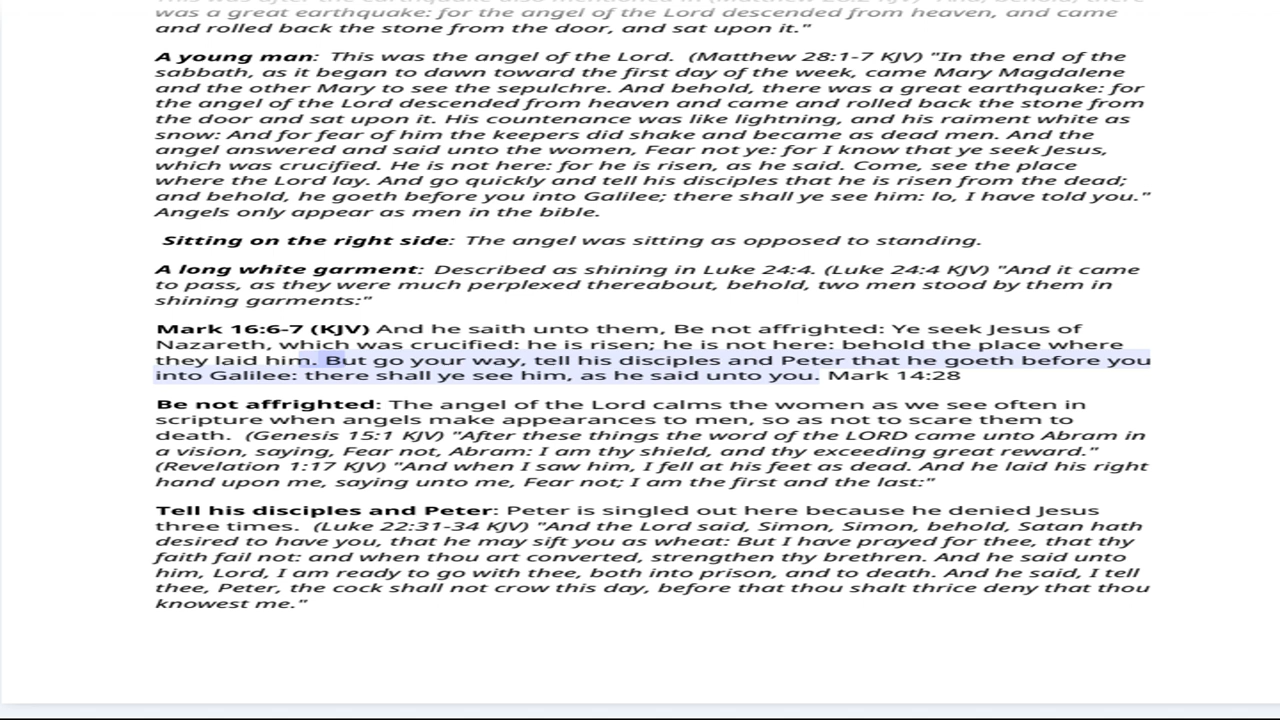 was a great earthquake: for the angel of the Lord descended from heaven, and came
and rolled back the stone from the door, and sat upon it."
A young man: This was the angel of the Lord. (Matthew 28:1-7 KJV) "In the end of the
sabbath, as it began to dawn toward the first day of the week, came Mary Magdalene
and the other Mary to see the sepulchre. And behold, there was a great earthquake: for
the angel of the Lord descended from heaven and came and rolled back the stone from
the door and sat upon it. His countenance was like lightning, and his raiment white as
snow: And for fear of him the keepers did shake and became as dead men. And the
angel answered and said unto the women, Fear not ye: for I know that ye seek Jesus,
which was crucified. He is not here: for he is risen, as he said. Come, see the place
where the Lord lay. And go quickly and tell his disciples that he is risen from the dead;
and behold, he goeth before you into Galilee; there shall ye see him: lo, I have told you."
Angels only appear as men in the bible.
Sitting on the right side: The angel was sitting as opposed to standing.
A long white garment: Described as shining in Luke 24:4. (Luke 24:4 KJV) "And it came
to pass, as they were much perplexed thereabout, behold, two men stood by them in
shining garments:"
Mark 16:6-7 (KJV) And he saith unto them, Be not affrighted: Ye seek Jesus of
Nazareth, which was crucified: he is risen; he is not here: behold the place where
they laid him. But go your way, tell his disciples and Peter that he goeth before you
into Galilee: there shall ye see him, as he said unto you. Mark 14:28
Be not affrighted: The angel of the Lord calms the women as we see often in
scripture when angels make appearances to men, so as not to scare them to
death. (Genesis 15:1 KJV) "After these things the word of the LORD came unto Abram in
a vision, saying, Fear not, Abram: I am thy shield, and thy exceeding great reward."
(Revelation 1:17 KJV) "And when I saw him, I fell at his feet as dead. And he laid his right
hand upon me, saying unto me, Fear not; I am the first and the last:"
Tell his disciples and Peter: Peter is singled out here because he denied Jesus
three times. (Luke 22:31-34 KJV) "And the Lord said, Simon, Simon, behold, Satan hath
desired to have you, that he may sift you as wheat: But I have prayed for thee, that thy
faith fail not: and when thou art converted, strengthen thy brethren. And he said unto
him, Lord, I am ready to go with thee, both into prison, and to death. And he said, I tell
thee, Peter, the cock shall not crow this day, before that thou shalt thrice deny that thou
knowest me."